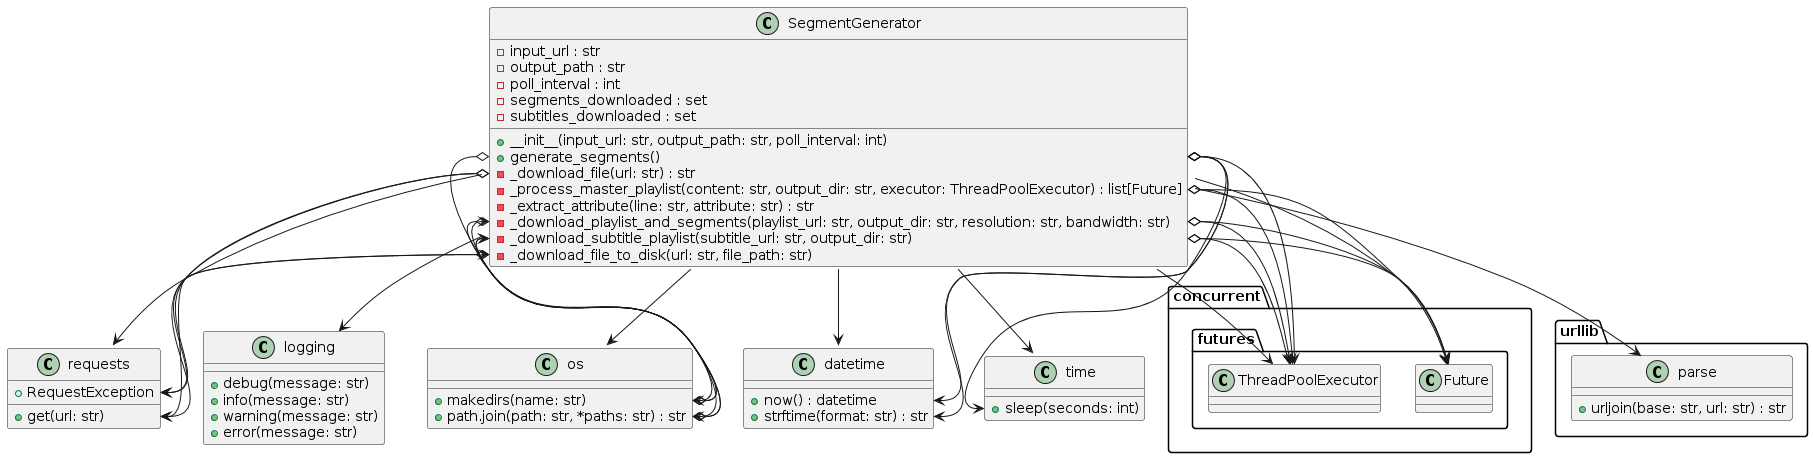 C SegmentGenerator
input_url : str
output_path : str
poll_interval : int
segments_downloaded : set
subtitles_downloaded : set
__init__(input_url: str, output_path: str, poll_interval: int)
generate_segments()
_download_file(url: str) : str
_process_master_playlist(content: str, output_dir: str, executor: ThreadPoolExecutor) : list[Future]
_extract_attribute(line: str, attribute: str) : str
_download_playlist_and_segments(playlist_url: str, output_dir: str, resolution: str, bandwidth: str)
_download_subtitle_playlist(subtitle_url: str, output_dir: str)
_download_file_to_disk(url: str, file_path: str)
C requests
RequestException
get(url: str)
C logging
debug(message: str)
info(message: str)
warning(message: str)
error(message: str)
C os
makedirs(name: str)
path.join(path: str, *paths: str) : str
C datetime
now() : datetime
strftime(format: str) : str
C time
sleep(seconds: int)
concurrent
futures
C ThreadPoolExecutor
C Future
urllib
C parse
urljoin(base: str, url: str) : str